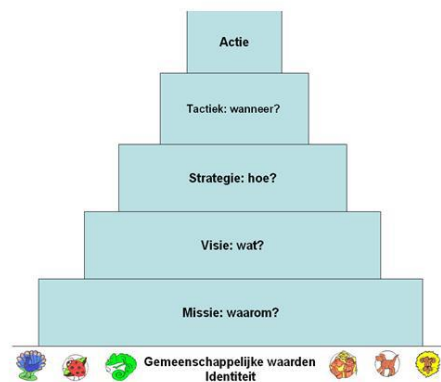 Actie
Tactiek: wanneer?
Strategie: hoe?
Visie: wat?
Missie: waarom?
Gemeenschappelijke waarden
Identiteit